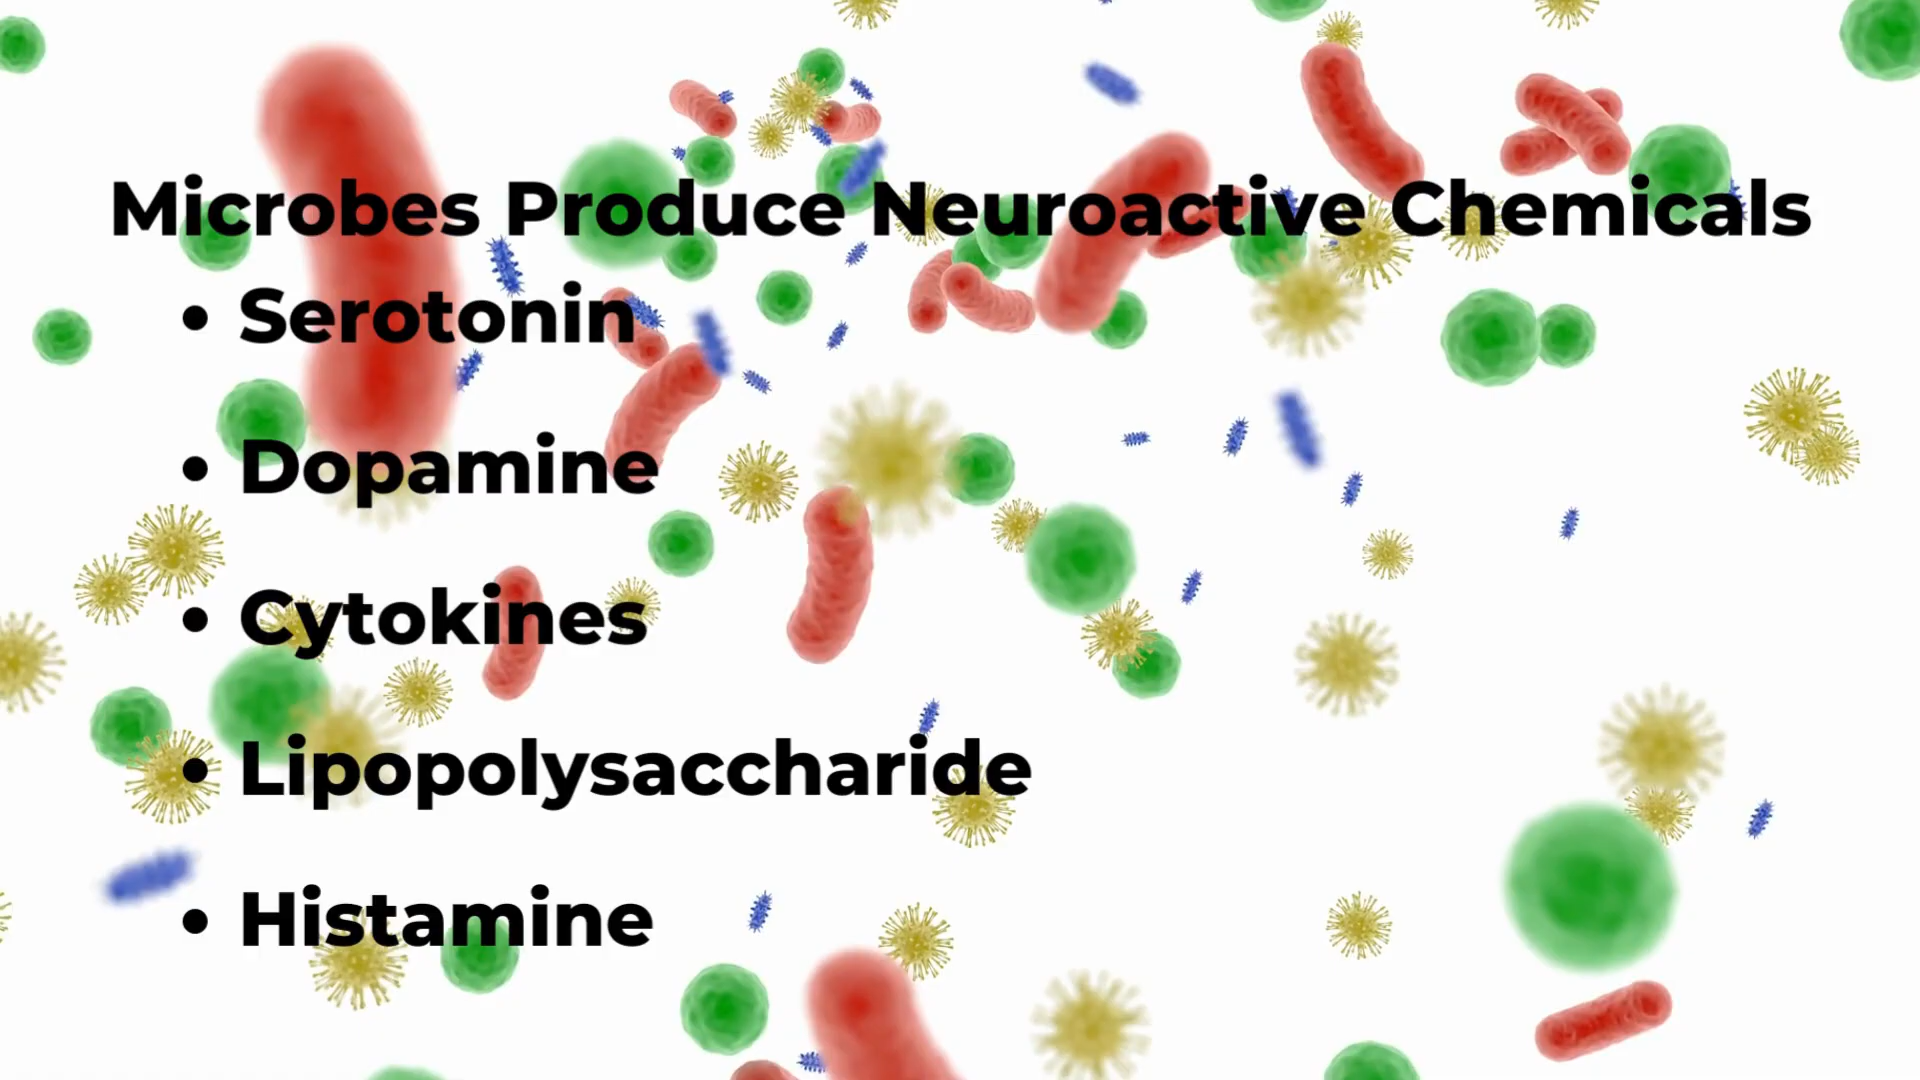 Microbes Produce Neuroactive Chemicals
• Serotonin
• Dopamine
• Cytokines
• Lipopolysaccharide
• Histamine